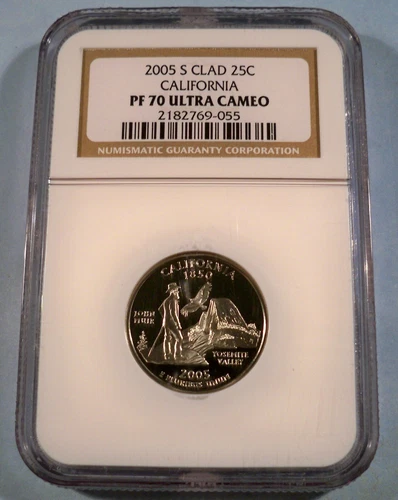 2005 S CLAD 25C
CALIFORNIA
PF 70 ULTRA CAMEO
2182769-055
NUMISMATIC GUARANTY CORPORATION
CALIFORNIA
1850
JOHN
MUIR
YOSEMITE
VALLEY
2005
E PLURIBUS UNUM